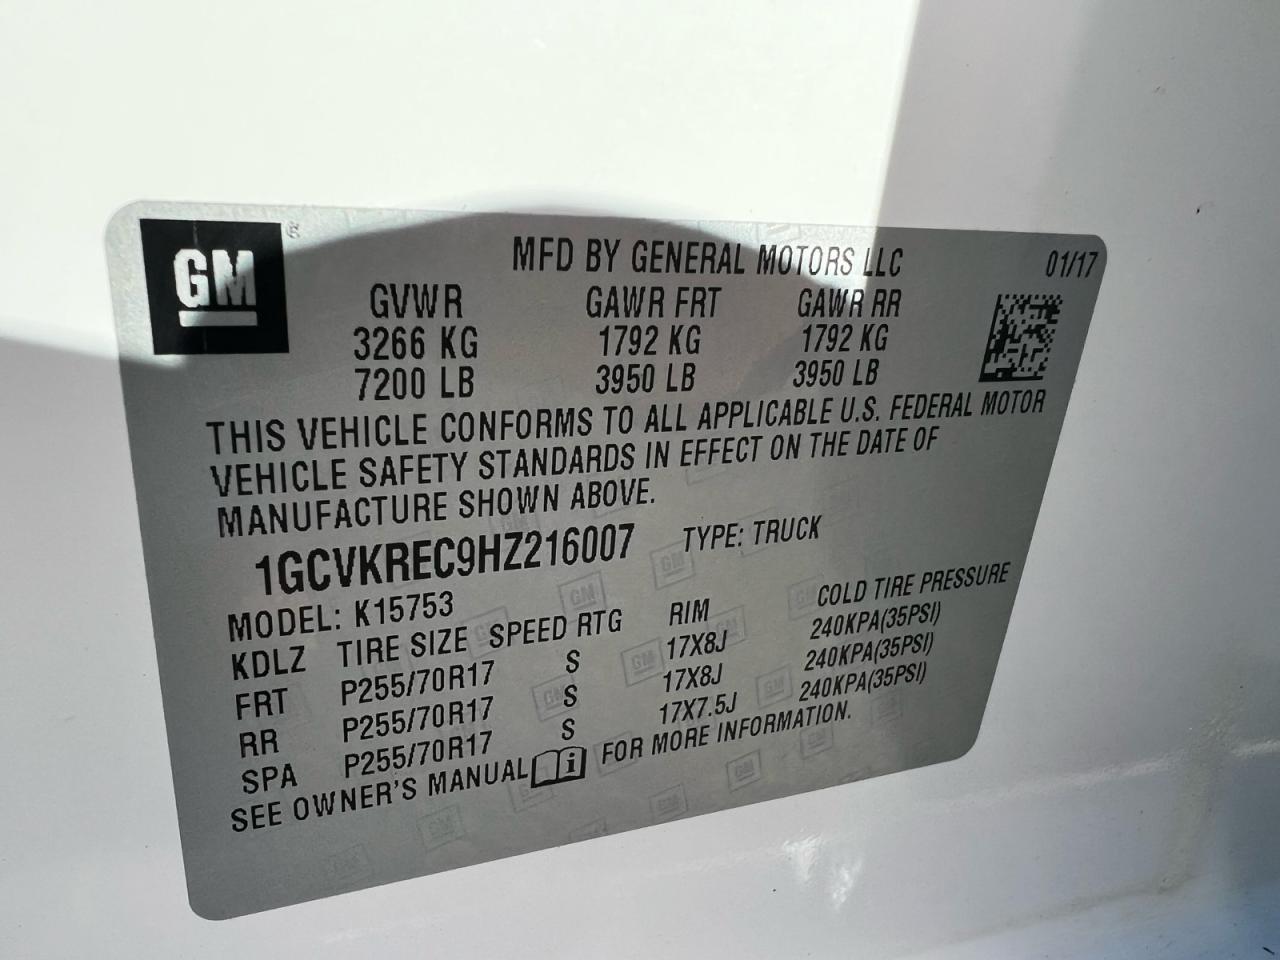 GM ®
MFD BY GENERAL MOTORS LLC 01/17
GVWR GAWR FRT GAWR RR
3266 KG 1792 KG 1792 KG
7200 LB 3950 LB 3950 LB
THIS VEHICLE CONFORMS TO ALL APPLICABLE U.S. FEDERAL MOTOR
VEHICLE SAFETY STANDARDS IN EFFECT ON THE DATE OF
MANUFACTURE SHOWN ABOVE.
1GCVKREC9HZ216007 TYPE: TRUCK
MODEL: K15753
KDLZ TIRE SIZE SPEED RTG RIM COLD TIRE PRESSURE
FRT P255/70R17 S 17X8J 240KPA(35PSI)
RR P255/70R17 S 17X8J 240KPA(35PSI)
SPA P255/70R17 S 17X7.5J 240KPA(35PSI)
SEE OWNER'S MANUAL i FOR MORE INFORMATION.